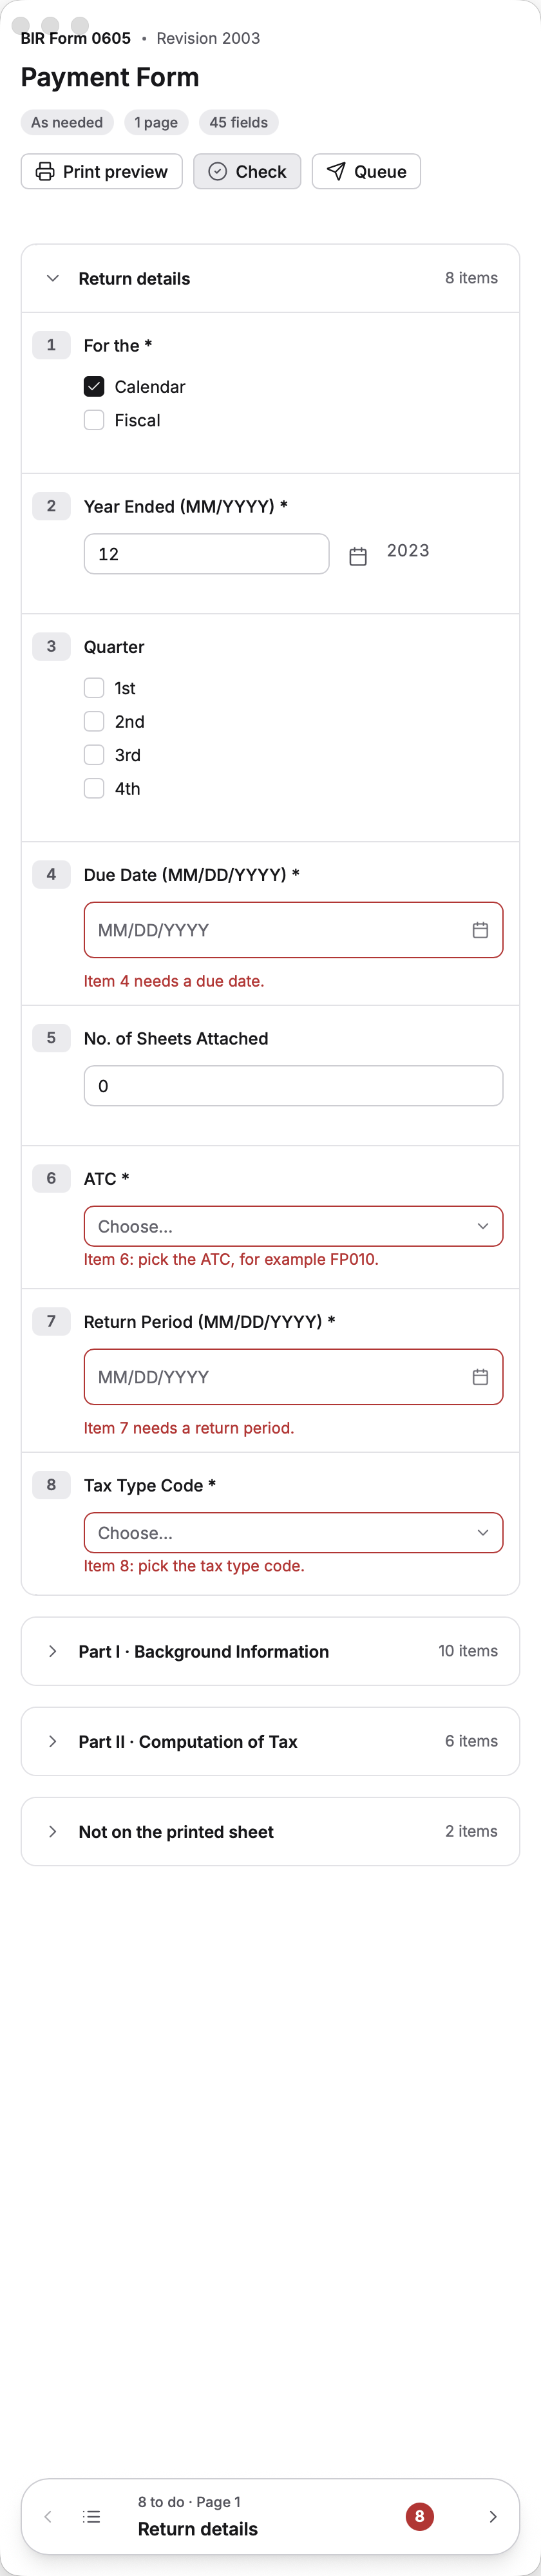 BIR Form 0605 • Revision 2003
Payment Form
As needed 1 page 45 fields
Print preview Check Queue
Return details 8 items
1 For the *
Calendar
Fiscal
2 Year Ended (MM/YYYY) *
12 2023
3 Quarter
1st
2nd
3rd
4th
4 Due Date (MM/DD/YYYY) *
MM/DD/YYYY
Item 4 needs a due date.
5 No. of Sheets Attached
0
6 ATC *
Choose...
Item 6: pick the ATC, for example FP010.
7 Return Period (MM/DD/YYYY) *
MM/DD/YYYY
Item 7 needs a return period.
8 Tax Type Code *
Choose...
Item 8: pick the tax type code.
Part I · Background Information 10 items
Part II · Computation of Tax 6 items
Not on the printed sheet 2 items
8 to do · Page 1
Return details 8